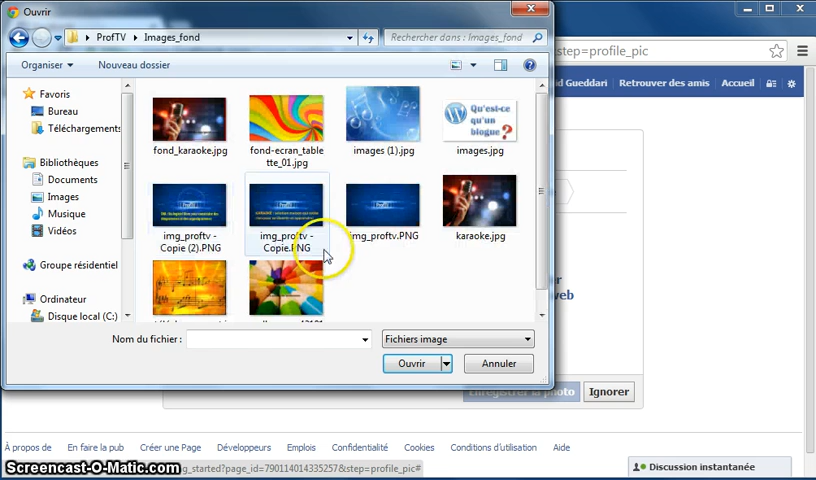 Ouvrir
ProfTV ▸ Images_fond
Rechercher dans : Images_fond
step=profile_pic
Organiser
Nouveau dossier
id Gueddari
Retrouver des amis
Accueil
Favoris
Bureau
Téléchargements
Bibliothèques
Documents
Images
Musique
Vidéos
Groupe résidentiel
Ordinateur
Disque local (C:)
Qu'est-ce
qu'un
blogue
?
fond_karaoke.jpg
fond-ecran_table
tte_01.jpg
images (1).jpg
images.jpg
img_proftv -
Copie (2).PNG
img_proftv -
Copie.PNG
img_proftv.PNG
karaoke.jpg
Nom du fichier :
Fichiers image
Ouvrir
Annuler
web
Enregistrer la photo
Ignorer
À propos de
En faire la pub
Créer une Page
Développeurs
Emplois
Confidentialité
Cookies
Conditions d'utilisation
Aide
Screencast-O-Matic.com
g_started?page_id=790114014335257&step=profile_pic#
Discussion instantanée